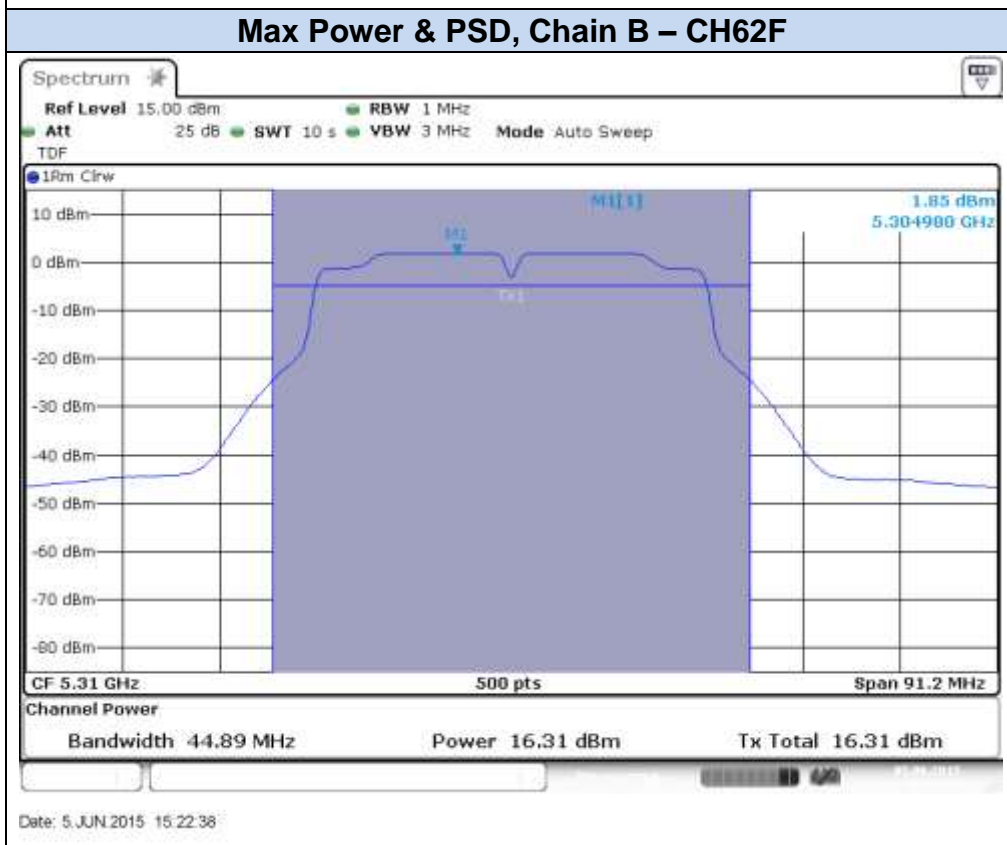 Max Power & PSD, Chain B – CH62F
Spectrum
Ref Level 15.00 dBm RBW 1 MHz
Att 25 dB SWT 10 s VBW 3 MHz Mode Auto Sweep
TDF
1Rm Clrw
M1[1] 1.85 dBm
5.304980 GHz
10 dBm
M1
0 dBm
Tx1
-10 dBm
-20 dBm
-30 dBm
-40 dBm
-50 dBm
-60 dBm
-70 dBm
-80 dBm
CF 5.31 GHz 500 pts Span 91.2 MHz
Channel Power
Bandwidth 44.89 MHz Power 16.31 dBm Tx Total 16.31 dBm
Date: 5.JUN.2015 15:22:38